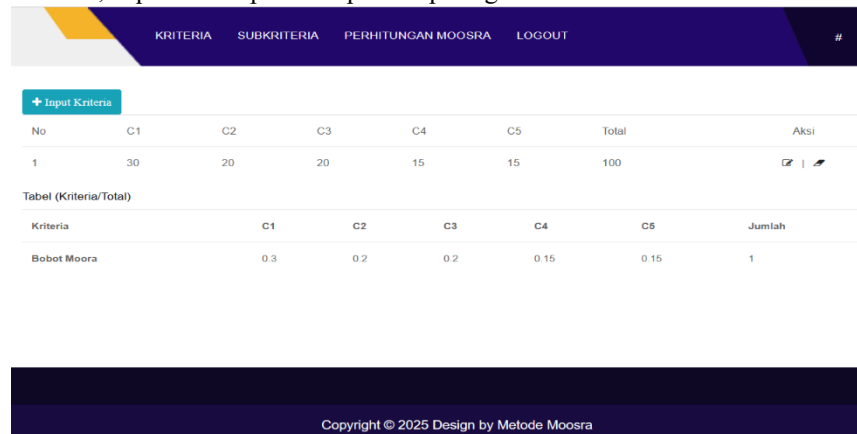 KRITERIA SUBKRITERIA PERHITUNGAN MOOSRA LOGOUT #
+ Input Kriteria
No C1 C2 C3 C4 C5 Total Aksi
1 30 20 20 15 15 100 |
Tabel (Kriteria/Total)
Kriteria C1 C2 C3 C4 C5 Jumlah
Bobot Moora 0.3 0.2 0.2 0.15 0.15 1
Copyright © 2025 Design by Metode Moosra